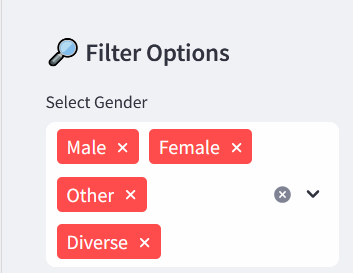 Filter Options
Select Gender
Male × Female ×
Other ×
Diverse ×